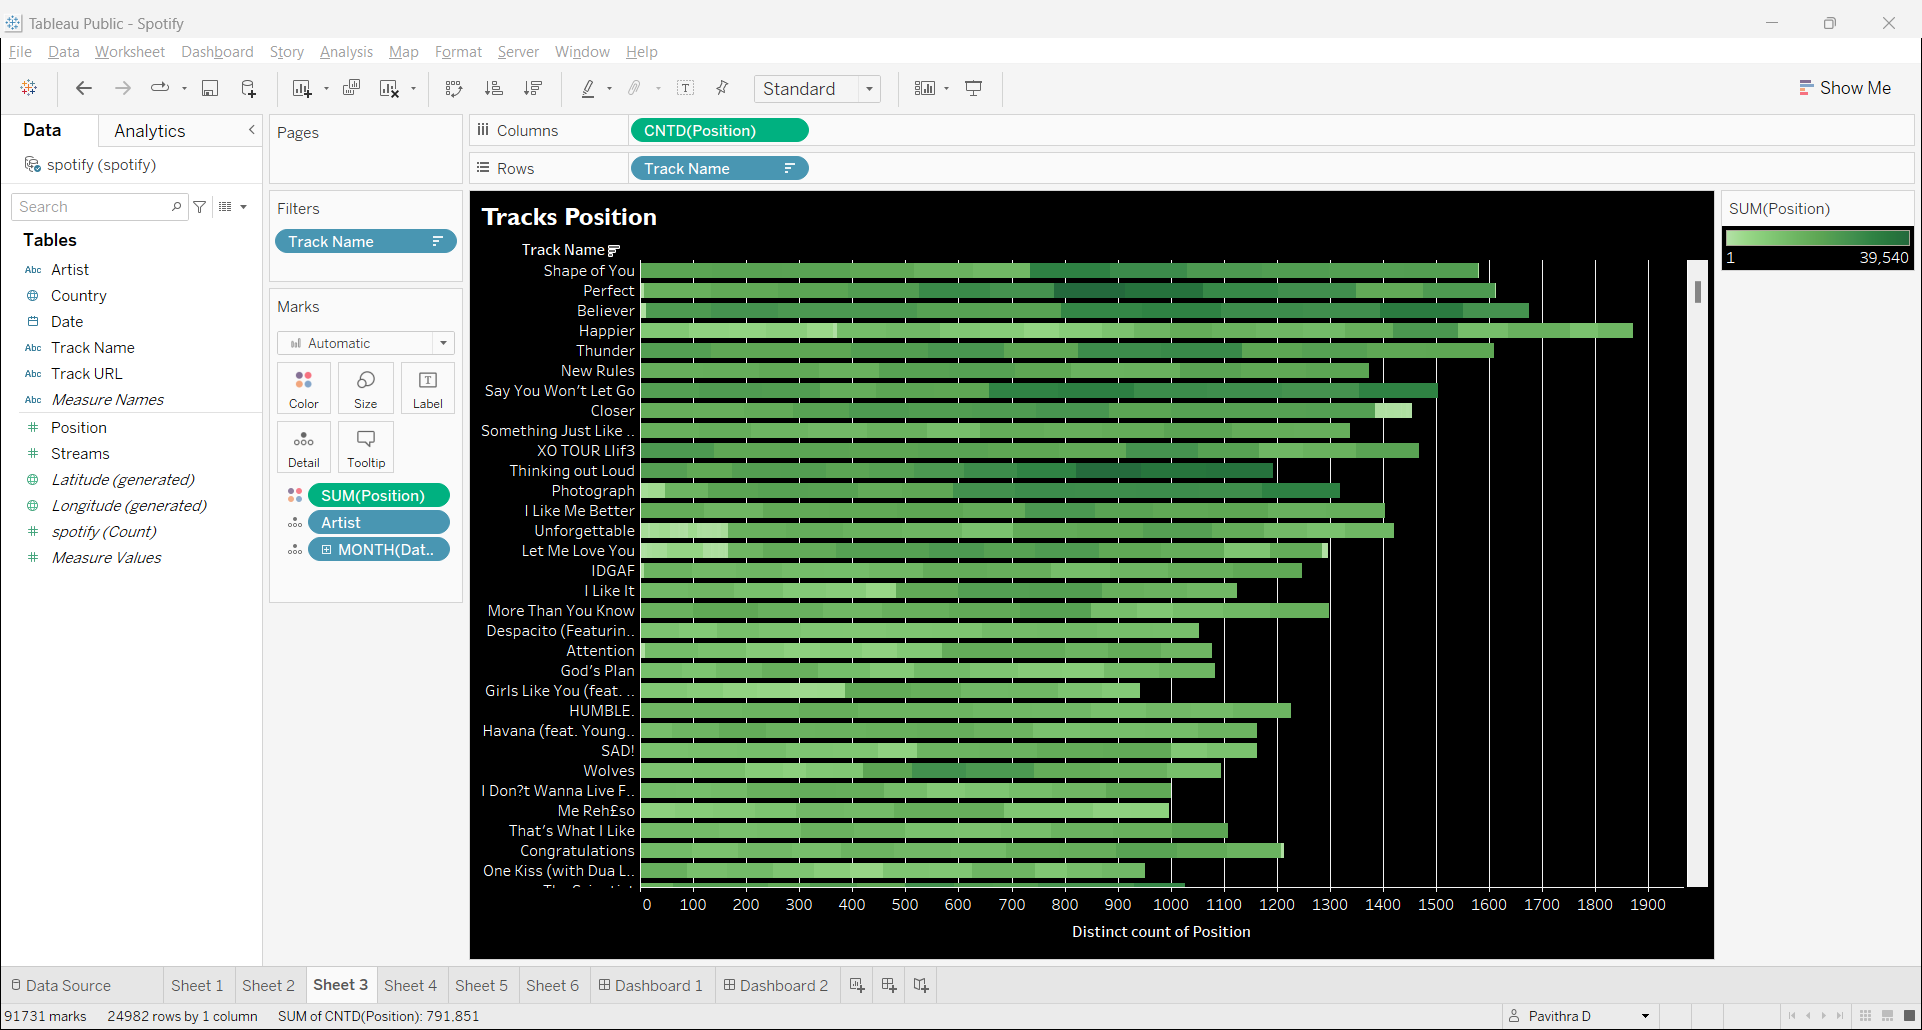 Tableau Public - Spotify
File Data Worksheet Dashboard Story Analysis Map Format Server Window Help
Standard
Show Me
Data
Analytics
spotify (spotify)
Search
Tables
Abc Artist
Country
Date
Abc Track Name
Abc Track URL
Abc Measure Names
Position
Streams
Latitude (generated)
Longitude (generated)
spotify (Count)
Measure Values
Pages
Filters
Track Name
Marks
Automatic
Color
Size
Label
Detail
Tooltip
SUM(Position)
Artist
MONTH(Dat..
Columns
CNTD(Position)
Rows
Track Name
Tracks Position
Track Name
Shape of You
Perfect
Believer
Happier
Thunder
New Rules
Say You Won't Let Go
Closer
Something Just Like ..
XO TOUR Llif3
Thinking out Loud
Photograph
I Like Me Better
Unforgettable
Let Me Love You
IDGAF
I Like It
More Than You Know
Despacito (Featurin..
Attention
God's Plan
Girls Like You (feat. ..
HUMBLE.
Havana (feat. Young..
SAD!
Wolves
I Don?t Wanna Live F..
Me Reh£so
That's What I Like
Congratulations
One Kiss (with Dua L..
0 100 200 300 400 500 600 700 800 900 1000 1100 1200 1300 1400 1500 1600 1700 1800 1900
Distinct count of Position
SUM(Position)
1 39,540
Data Source
Sheet 1
Sheet 2
Sheet 3
Sheet 4
Sheet 5
Sheet 6
Dashboard 1
Dashboard 2
91731 marks
24982 rows by 1 column
SUM of CNTD(Position): 791,851
Pavithra D